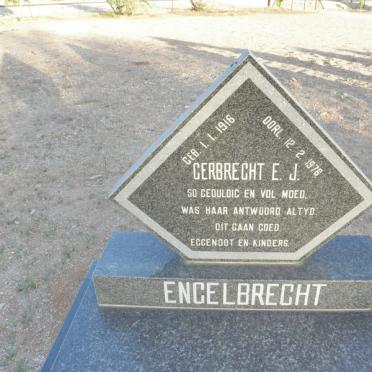 GEB. 1. 1. 1916
OORL. 12. 2. 1976
GERBRECHT E. J.
SO GEDULDIG EN VOL MOED,
WAS HAAR ANTWOORD ALTYD
DIT GAAN GOED.
EGGENOOT EN KINDERS.
ENGELBRECHT